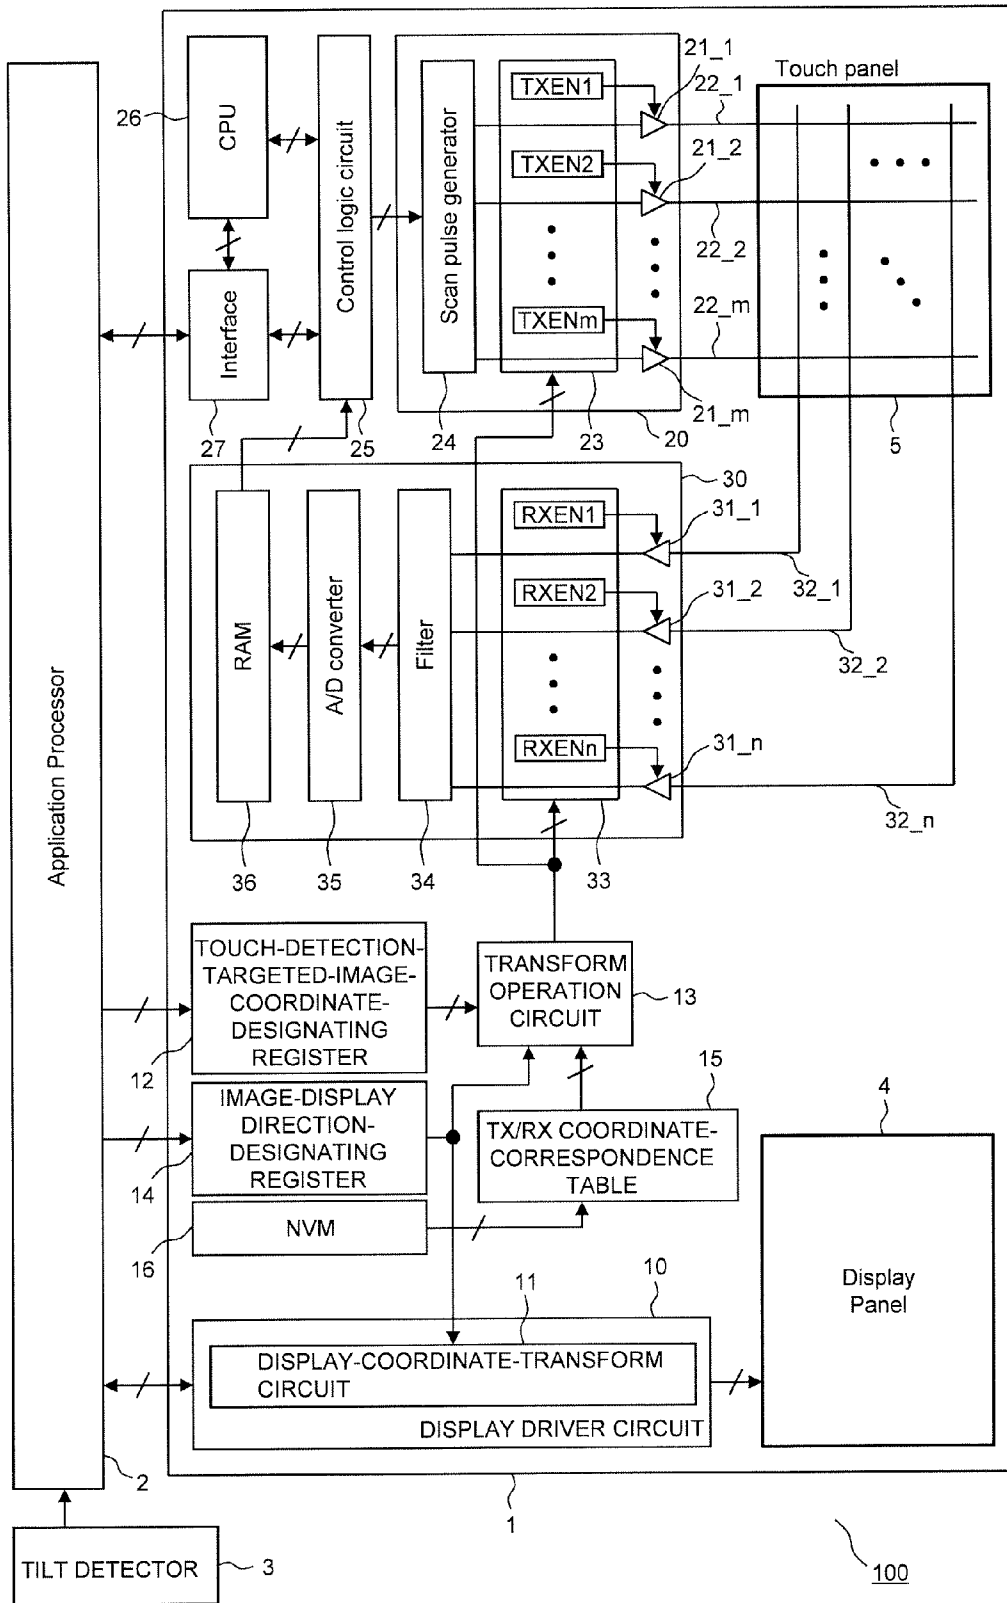 Application Processor
2
TILT DETECTOR
3
1
100
26
CPU
Interface
27
Control logic circuit
25
Scan pulse generator
24
TXEN1
TXEN2
TXENm
23
20
21_1
21_2
21_m
22_1
22_2
22_m
Touch panel
5
30
RAM
36
A/D converter
35
Filter
34
RXEN1
RXEN2
RXENn
33
31_1
31_2
31_n
32_1
32_2
32_n
TOUCH-DETECTION-
TARGETED-IMAGE-
COORDINATE-
DESIGNATING
REGISTER
12
TRANSFORM
OPERATION
CIRCUIT
13
IMAGE-DISPLAY
DIRECTION-
DESIGNATING
REGISTER
14
15
TX/RX COORDINATE-
CORRESPONDENCE
TABLE
NVM
16
4
Display
Panel
11
10
DISPLAY-COORDINATE-TRANSFORM
CIRCUIT
DISPLAY DRIVER CIRCUIT